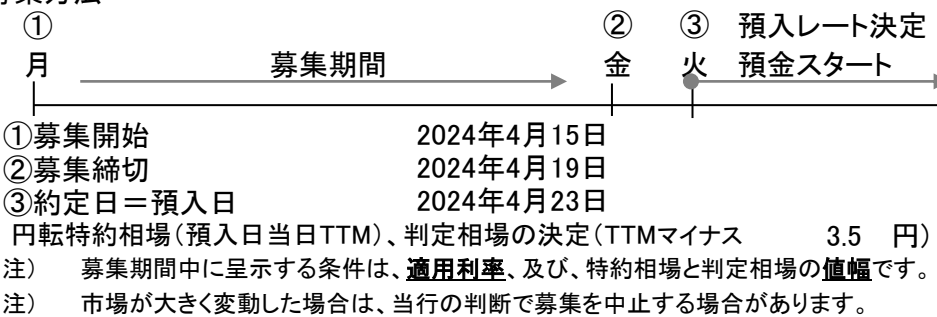 ① ② ③ 預入レート決定
月 募集期間 金 火 預金スタート
①募集開始 2024年4月15日
②募集締切 2024年4月19日
③約定日＝預入日 2024年4月23日
円転特約相場（預入日当日TTM）、判定相場の決定（TTMマイナス 3.5 円）
注） 募集期間中に呈示する条件は、適用利率、及び、特約相場と判定相場の値幅です。
注） 市場が大きく変動した場合は、当行の判断で募集を中止する場合があります。